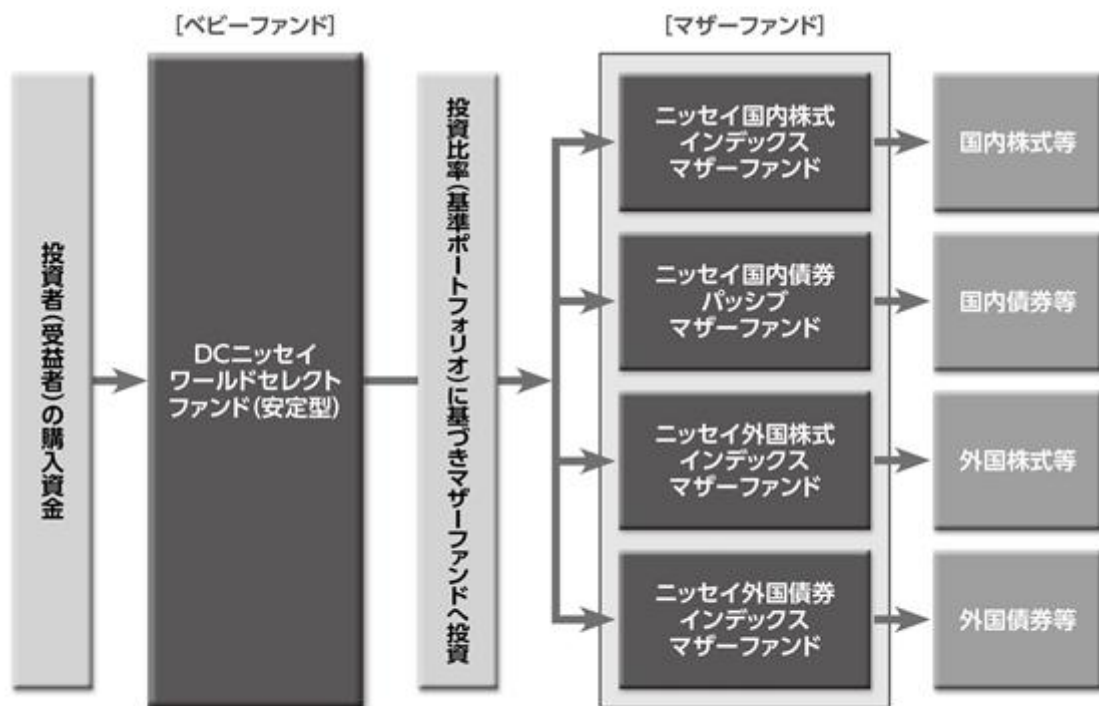 [ベビーファンド]
[マザーファンド]
投資者(受益者)の購入資金
DCニッセイ
ワールドセレクト
ファンド(安定型)
投資比率(基準ポートフォリオ)に基づきマザーファンドへ投資
ニッセイ国内株式
インデックス
マザーファンド
国内株式等
ニッセイ国内債券
パッシブ
マザーファンド
国内債券等
ニッセイ外国株式
インデックス
マザーファンド
外国株式等
ニッセイ外国債券
インデックス
マザーファンド
外国債券等